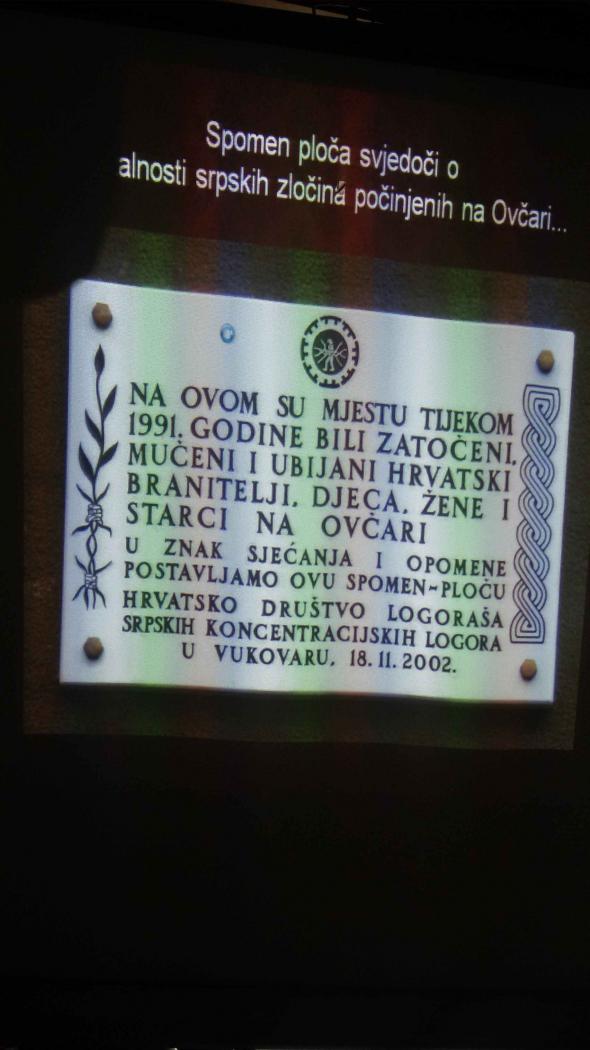 Spomen ploča svjedoči o
alnosti srpskih zločina počinjenih na Ovčari...
NA OVOM SU MJESTU TIJEKOM
1991. GODINE BILI ZATOČENI,
MUČENI I UBIJANI HRVATSKI
BRANITELJI, DJECA, ŽENE I
STARCI NA OVČARI
U ZNAK SJEĆANJA I OPOMENE
POSTAVLJAMO OVU SPOMEN-PLOČU
HRVATSKO DRUŠTVO LOGORAŠA
SRPSKIH KONCENTRACIJSKIH LOGORA
U VUKOVARU, 18.11.2002.